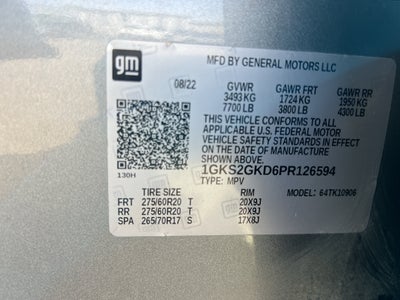 gm
MFD BY GENERAL MOTORS LLC
08/22 GVWR GAWR FRT GAWR RR
3493 KG 1724 KG 1950 KG
7700 LB 3800 LB 4300 LB
THIS VEHICLE CONFORMS TO ALL
APPLICABLE U.S. FEDERAL MOTOR
VEHICLE SAFETY STANDARDS IN EFFECT
ON THE DATE OF MANUFACTURE
SHOWN ABOVE.
1GKS2GKD6PR126594
130H TYPE: MPV
TIRE SIZE RIM MODEL: 64TK10906
FRT 275/60R20 T 20X9J
RR 275/60R20 T 20X9J
SPA 265/70R17 S 17X8J